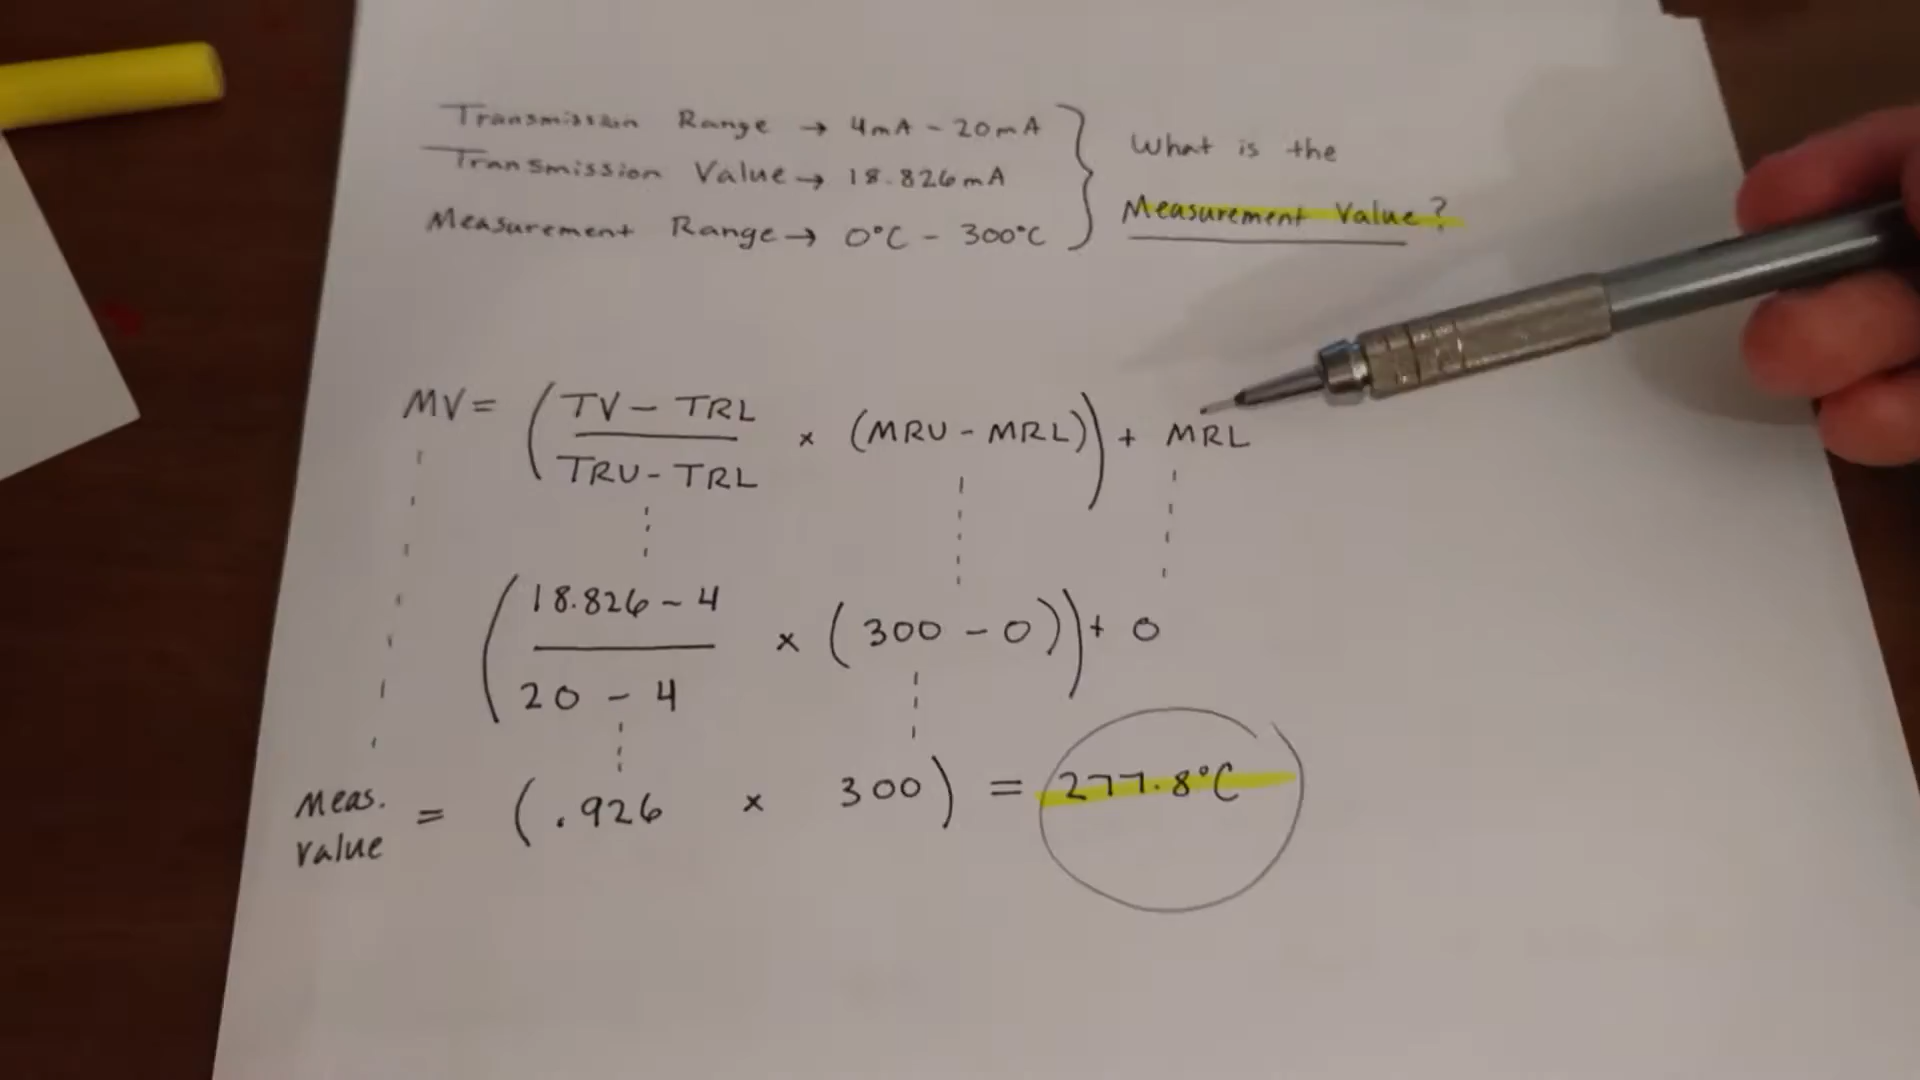 Transmission Range → 4mA - 20mA
Transmission Value → 18.826mA
Measurement Range → 0°C - 300°C
What is the
Measurement Value?
MV = ( TV - TRL / TRU - TRL × (MRU - MRL) ) + MRL
( 18.826 - 4 / 20 - 4 × ( 300 - 0 ) ) + 0
Meas. value = ( .926 × 300 ) = 277.8°C